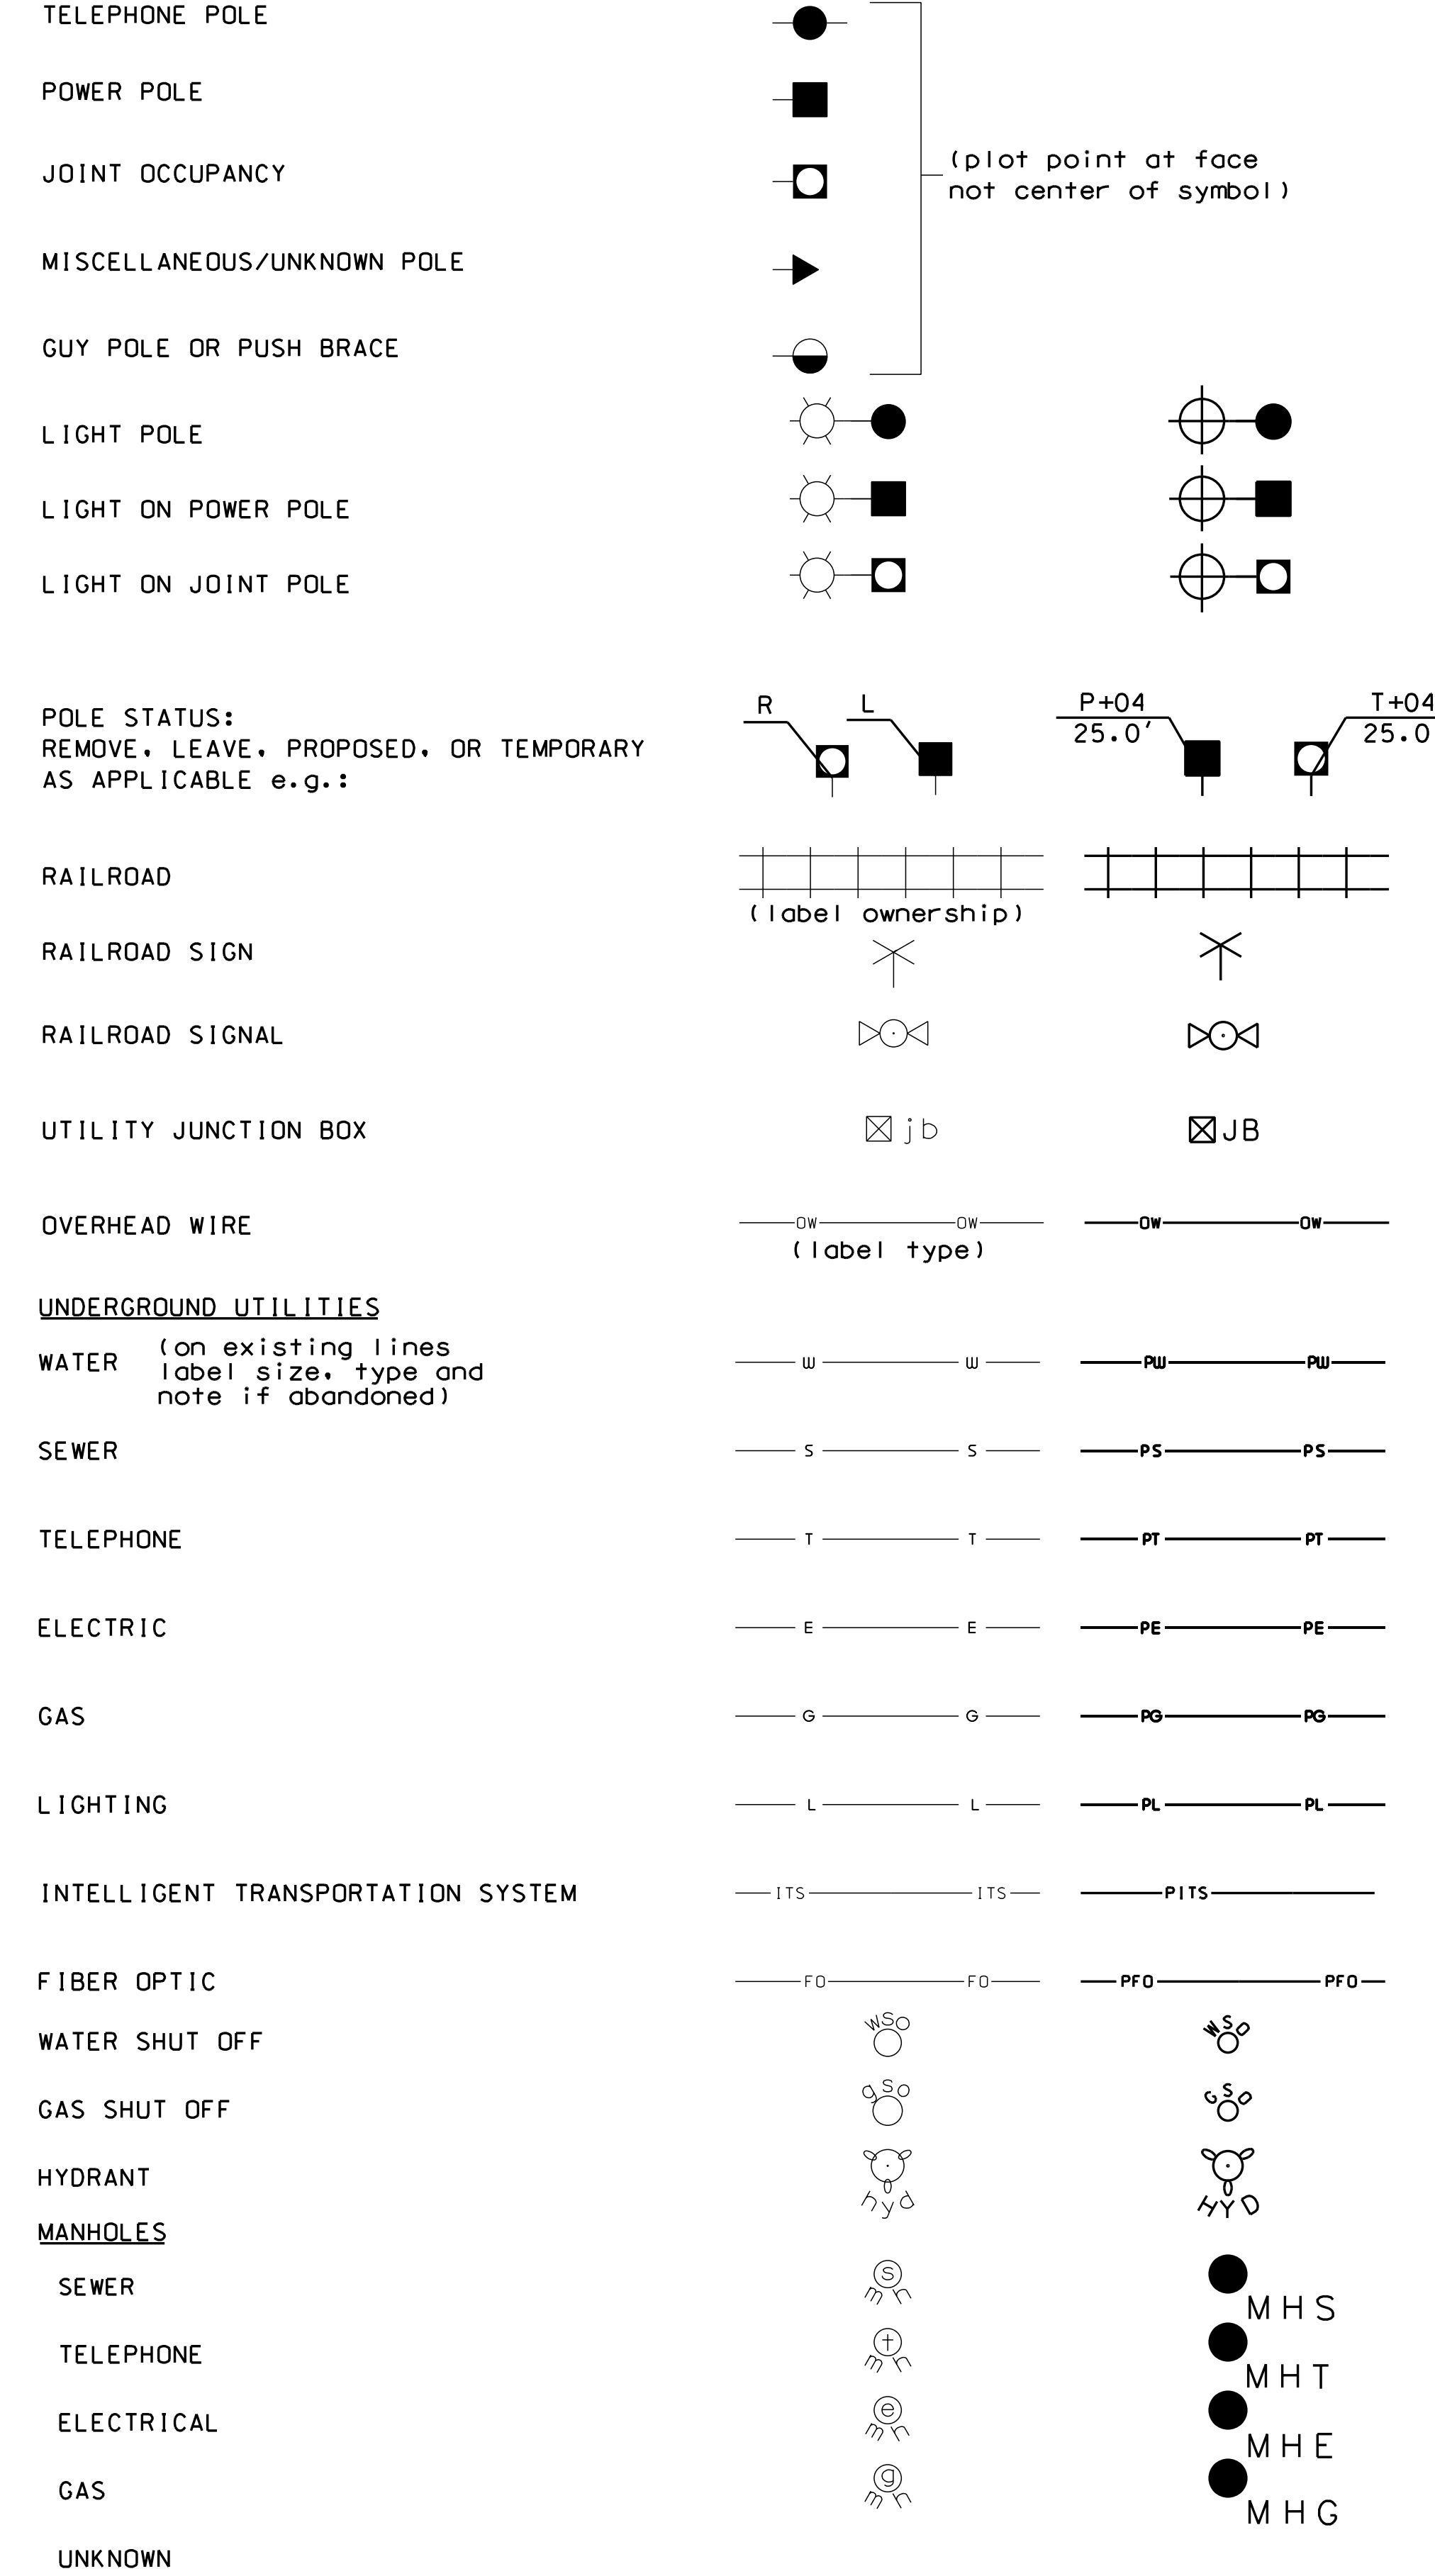 TELEPHONE POLE
POWER POLE
JOINT OCCUPANCY
(plot point at face
not center of symbol)
MISCELLANEOUS/UNKNOWN POLE
GUY POLE OR PUSH BRACE
LIGHT POLE
LIGHT ON POWER POLE
LIGHT ON JOINT POLE
POLE STATUS:
REMOVE, LEAVE, PROPOSED, OR TEMPORARY
AS APPLICABLE e.g.:
R
L
P+04
25.0'
T+04
25.0
RAILROAD
(label ownership)
RAILROAD SIGN
RAILROAD SIGNAL
UTILITY JUNCTION BOX
jb
JB
OVERHEAD WIRE
OW OW
OW OW
(label type)
UNDERGROUND UTILITIES
WATER
(on existing lines
label size, type and
note if abandoned)
W W
PW PW
SEWER
S S
PS PS
TELEPHONE
T T
PT PT
ELECTRIC
E E
PE PE
GAS
G G
PG PG
LIGHTING
L L
PL PL
INTELLIGENT TRANSPORTATION SYSTEM
ITS ITS
PITS
FIBER OPTIC
FO FO
PFO PFO
WATER SHUT OFF
wso
WSO
GAS SHUT OFF
gso
GSO
HYDRANT
hyd
HYD
MANHOLES
SEWER
s
mh
MHS
TELEPHONE
t
mh
MHT
ELECTRICAL
e
mh
MHE
GAS
g
mh
MHG
UNKNOWN